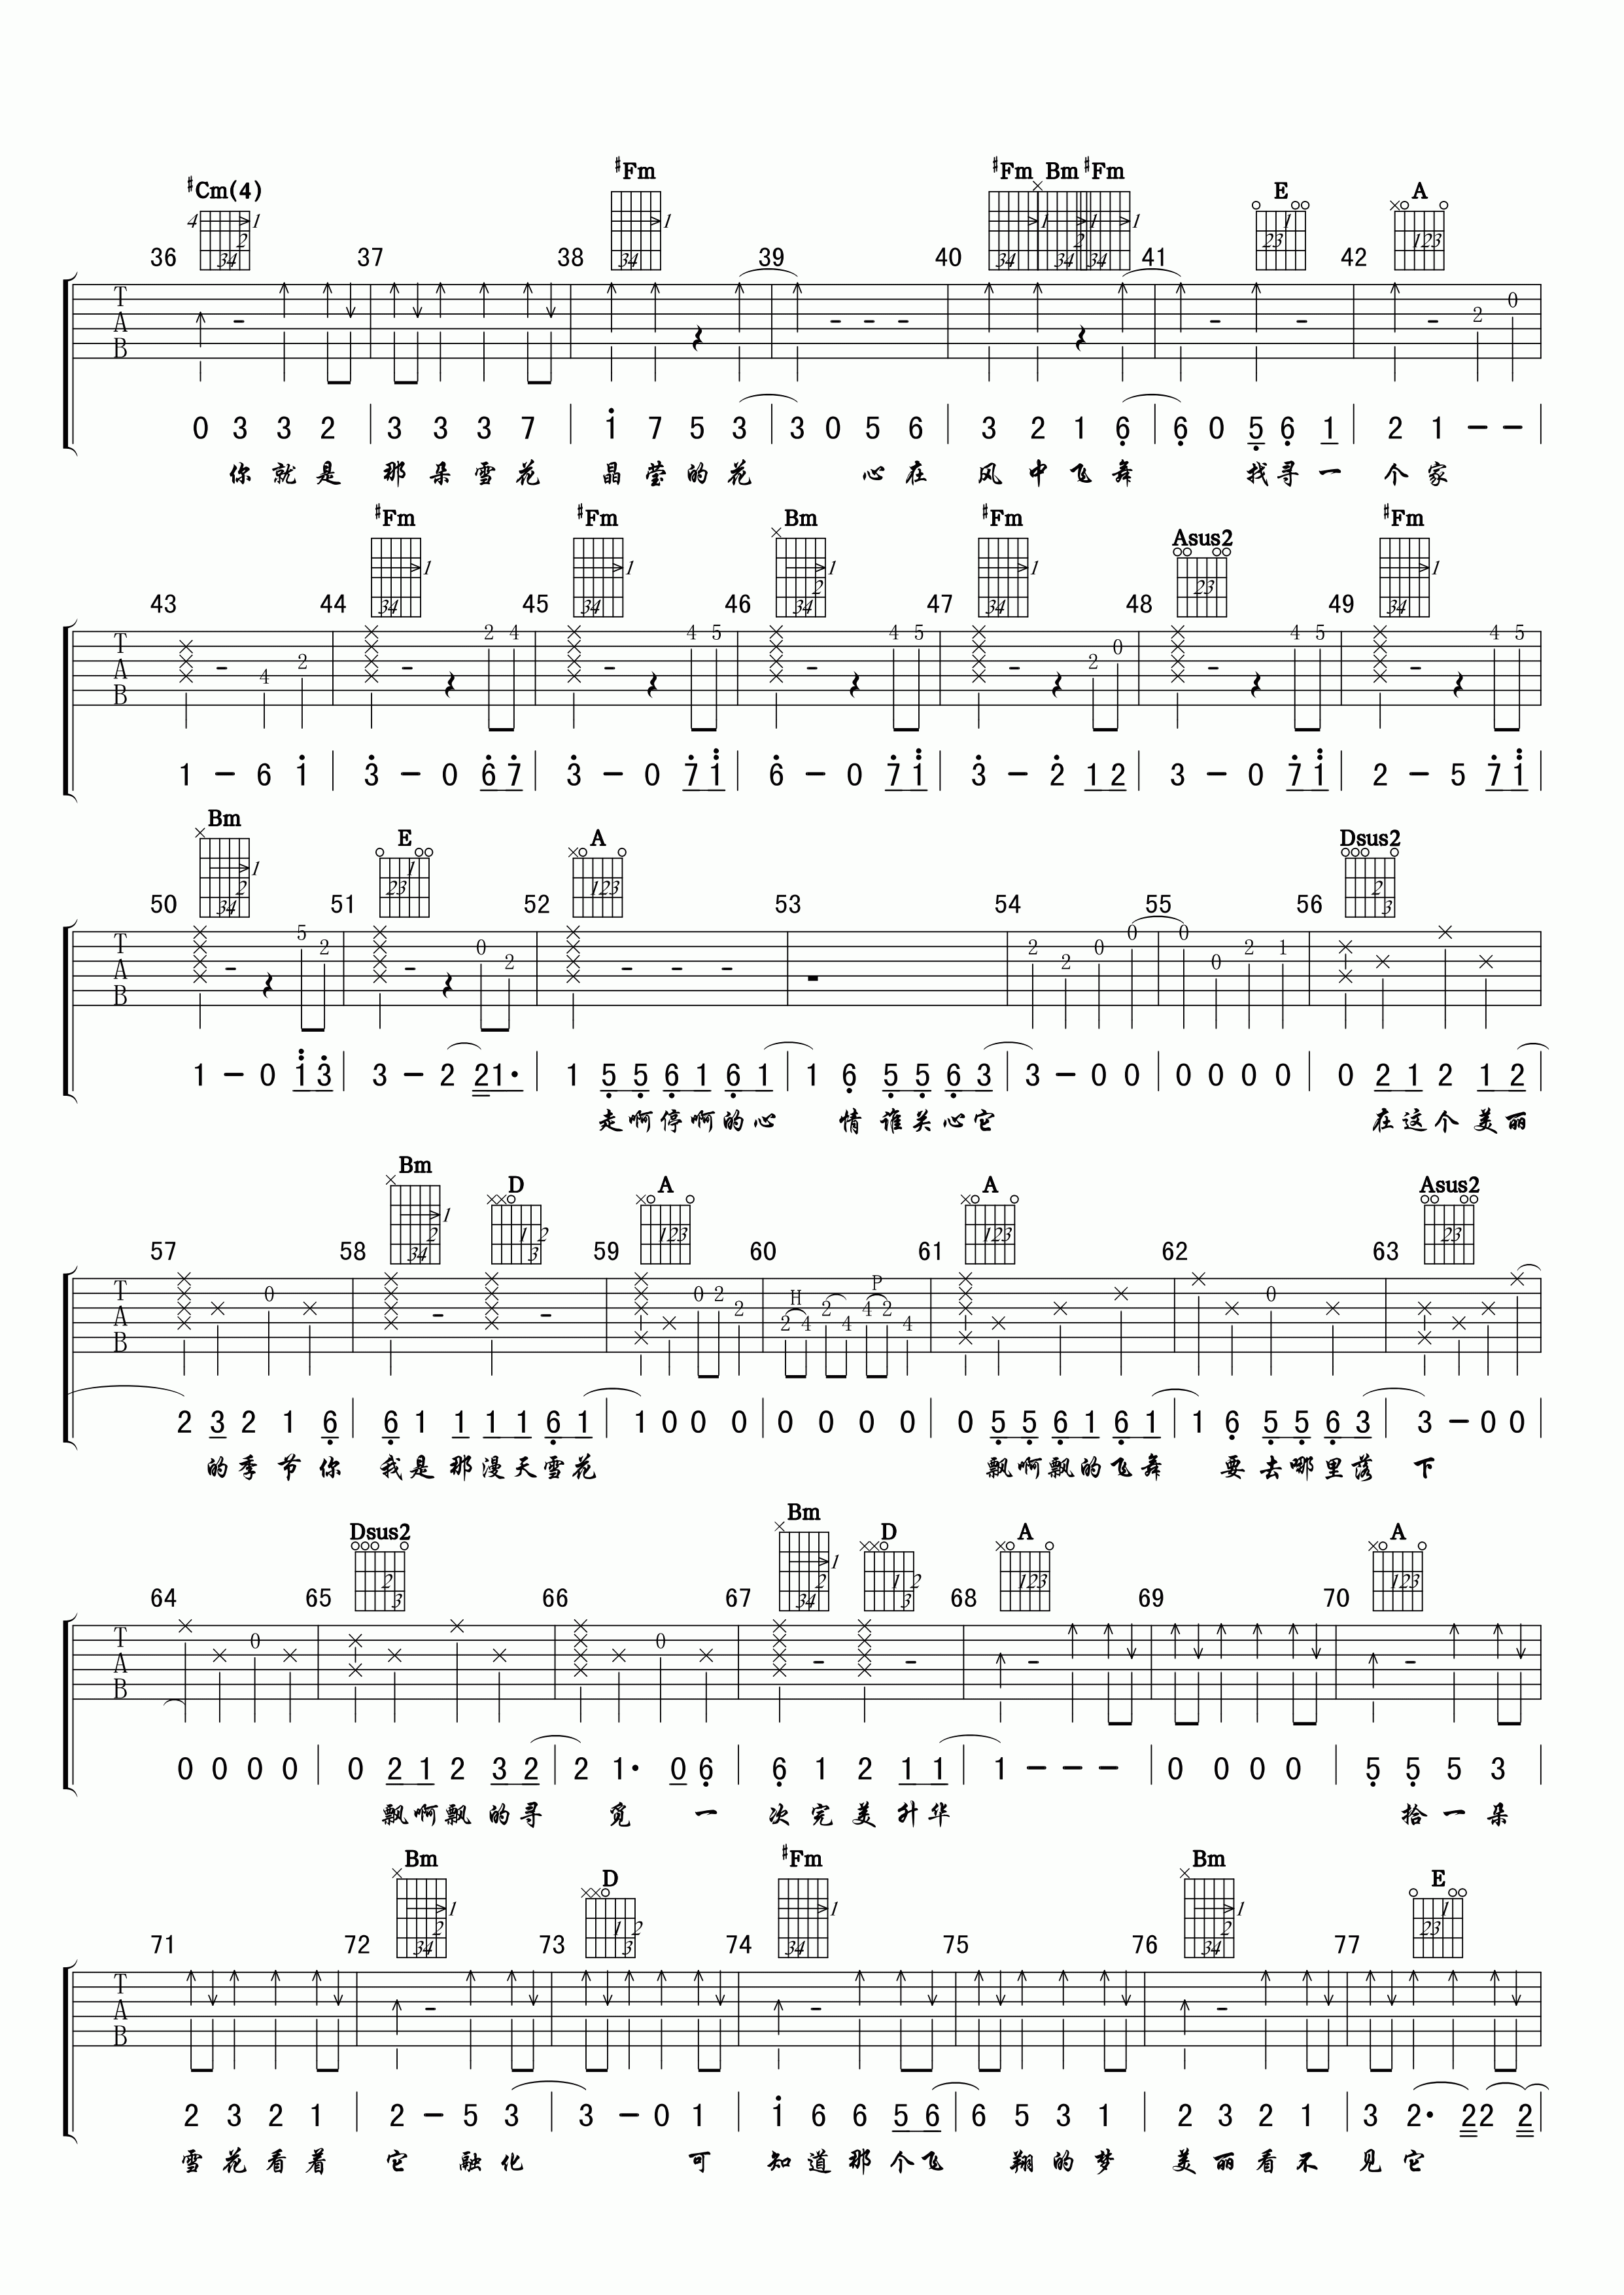 #Cm(4) #Fm #Fm Bm #Fm E A
36 37 38 39 40 41 42
0 3 3 2 | 3 3 3 7 | 1 7 5 3 | 3 0 5 6 | 3 2 1 6 | 6 0 5 6 1 | 2 1 - - |
你就是 那朵雪花 晶莹的花 心在 风中飞舞 找寻一 个家
#Fm #Fm Bm #Fm Asus2 #Fm
43 44 45 46 47 48 49
1 - 6 1 | 3 - 0 6 7 | 3 - 0 7 1 | 6 - 0 7 1 | 3 - 2 1 2 | 3 - 0 7 1 | 2 - 5 7 1 |
Bm E A Dsus2
50 51 52 53 54 55 56
1 - 0 1 3 | 3 - 2 2 1· | 1 5 5 6 1 6 1 | 1 6 5 5 6 3 | 3 - 0 0 | 0 0 0 0 | 0 2 1 2 1 2
走啊停啊的心 情谁关心它 在这个美丽
Bm D A A Asus2
57 58 59 60 61 62 63
2 3 2 1 6 | 6 1 1 1 1 6 1 | 1 0 0 0 | 0 0 0 0 | 0 5 5 6 1 6 1 | 1 6 5 5 6 3 | 3 - 0 0 |
的季节你 我是那漫天雪花 飘啊飘的飞舞 要去哪里落 下
Dsus2 Bm D A A
64 65 66 67 68 69 70
0 0 0 0 | 0 2 1 2 3 2 | 2 1· 0 6 | 6 1 2 1 1 | 1 - - - | 0 0 0 0 | 5 5 5 3 |
飘啊飘的寻 觅 一 次完美升华 拾一朵
Bm D #Fm Bm E
71 72 73 74 75 76 77
2 3 2 1 | 2 - 5 3 | 3 - 0 1 | 1 6 6 5 6 | 6 5 3 1 | 2 3 2 1 | 3 2· 2 2 2 |
雪花看着 它 融化 可 知道那个飞 翔的梦 美丽看不 见它